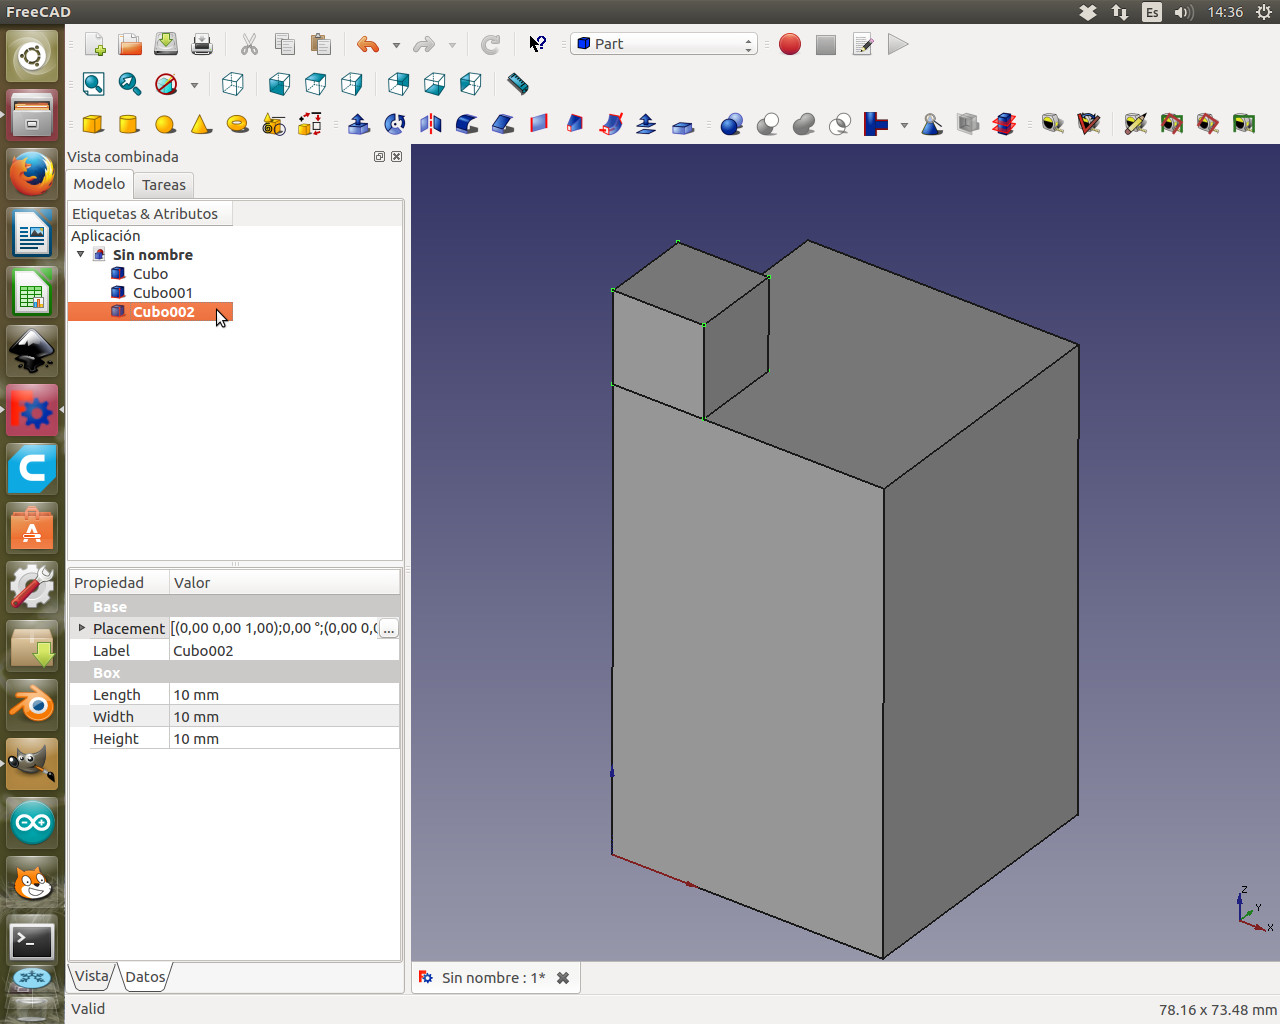 FreeCAD
Es
14:36
Part
Vista combinada
Modelo
Tareas
Etiquetas & Atributos
Aplicación
Sin nombre
Cubo
Cubo001
Cubo002
Propiedad
Valor
Base
Placement
[(0,00 0,00 1,00);0,00 °;(0,00 0,0
...
Label
Cubo002
Box
Length
10 mm
Width
10 mm
Height
10 mm
Z
Y
X
Vista
Datos
Sin nombre : 1*
Valid
78.16 x 73.48 mm